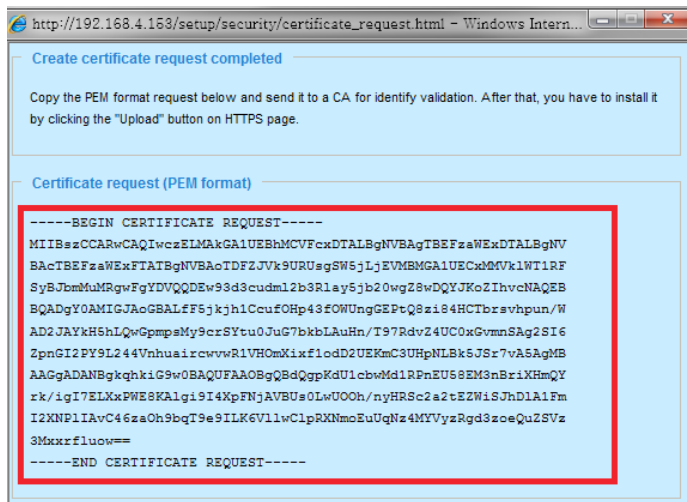 http://192.168.4.153/setup/security/certificate_request.html - Windows Intern...
Create certificate request completed
Copy the PEM format request below and send it to a CA for identify validation. After that, you have to install it
by clicking the "Upload" button on HTTPS page.
Certificate request (PEM format)
-----BEGIN CERTIFICATE REQUEST-----
MIIBszCCARwCAQIwczELMAkGA1UEBhMCVFcxDTALBgNVBAgTBEFzaWExDTALBgNV
BAcTBEFzaWExFTATBgNVBAoTDFZJVk9URUsgSW5jLjEVMBMGA1UECxMMVklWT1RF
SyBJbmMuMRgwFgYDVQQDEw93d3cudml2b3Rlay5jb20wgZ8wDQYJKoZIhvcNAQEB
BQADgY0AMIGJAoGBALfF5jkjh1CcufOHp43fOWUngGEPtQ8zi84HCTbrsvhpun/W
AD2JAYkH5hLQwGpmpsMy9crSYtu0JuG7bkbLAuHn/T97RdvZ4UC0xGvmnSAg2SI6
ZpnGI2PY9L244VnhuaircwvwR1VHOmXixf1odD2UEKmC3UHpNLBk5JSr7vA5AgMB
AAGgADANBgkqhkiG9w0BAQUFAAOBgQBdQgpKdU1cbwMd1RPnEU58EM3nBriXHmQY
rk/igI7ELXxPWE8KAlgi9I4XpFNjAVBUs0LwUOOh/nyHRSc2a2tEZWiSJhDlA1Fm
I2XNPlIAvC46zaOh9bqT9e9ILK6VllwClpRXNmoEuUqNz4MYVyzRgd3zoeQuZSVz
3Mxxrfluow==
-----END CERTIFICATE REQUEST-----